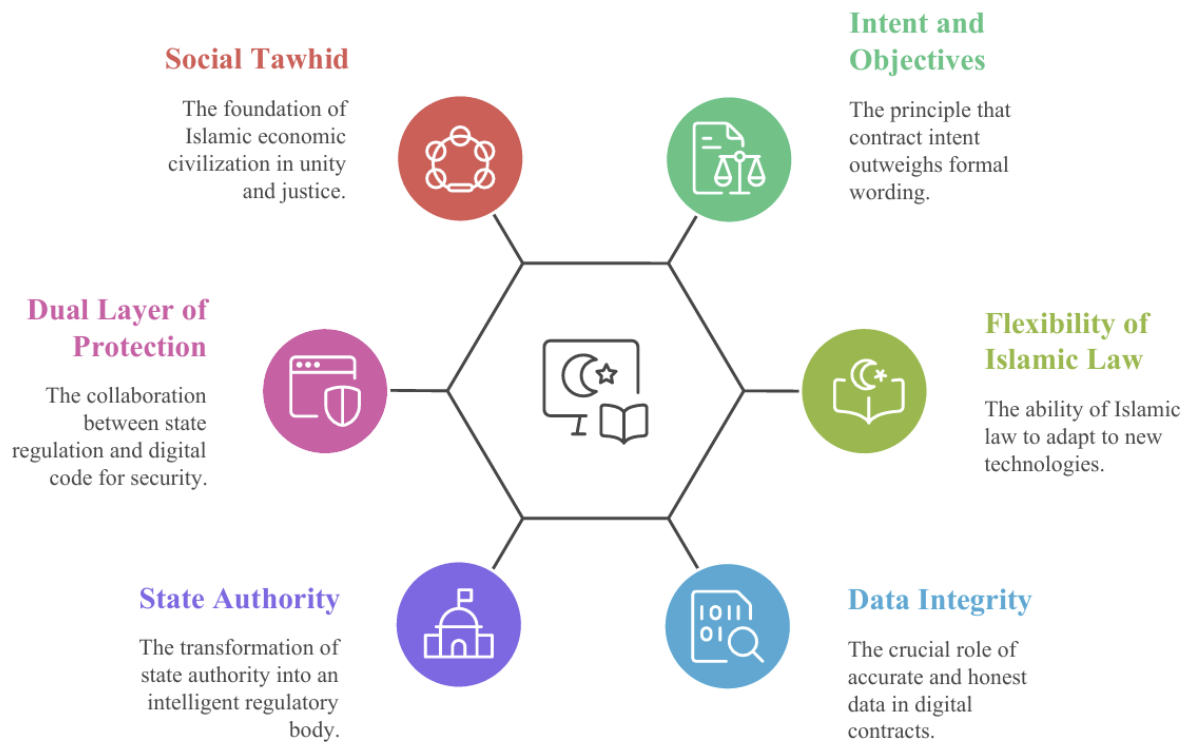 Social Tawhid
The foundation of
Islamic economic
civilization in unity
and justice.
Intent and
Objectives
The principle that
contract intent
outweighs formal
wording.
Dual Layer of
Protection
The collaboration
between state
regulation and digital
code for security.
Flexibility of
Islamic Law
The ability of Islamic
law to adapt to new
technologies.
State Authority
The transformation of
state authority into an
intelligent regulatory
body.
Data Integrity
The crucial role of
accurate and honest
data in digital
contracts.
1011
01